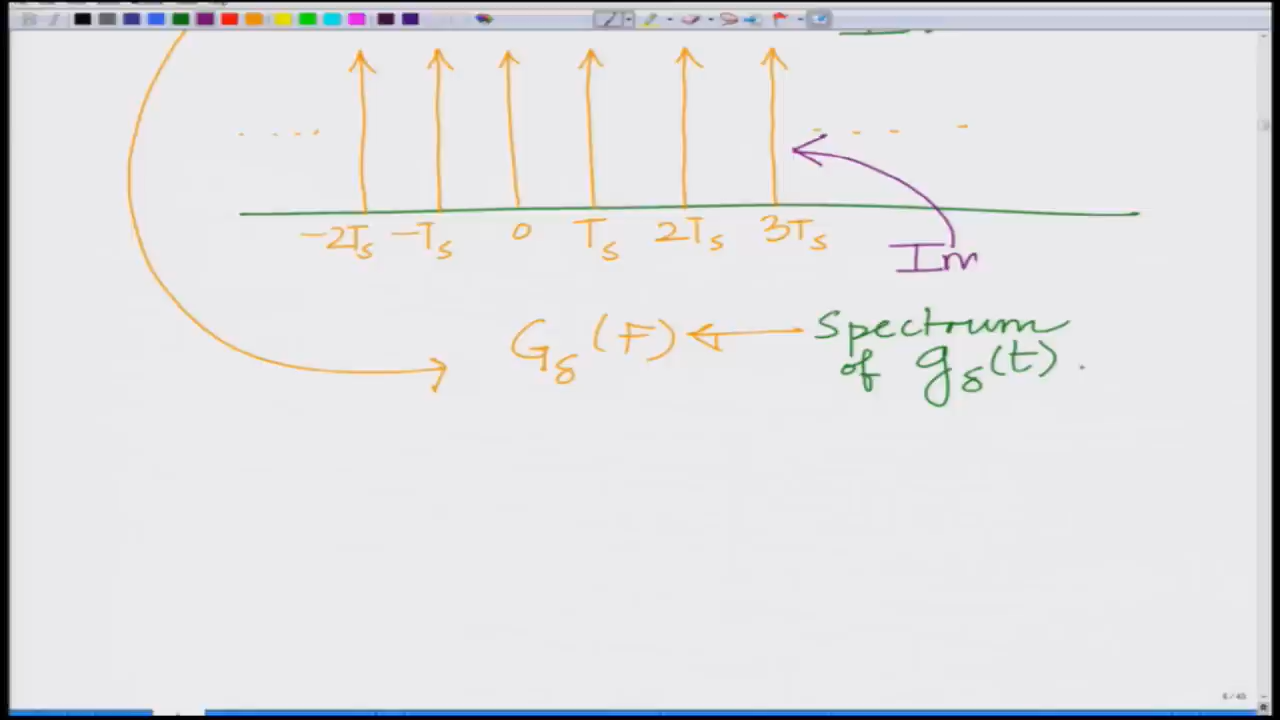 -2Ts -Ts 0 Ts 2Ts 3Ts
Im
Gδ(F) ← Spectrum
of gδ(t).